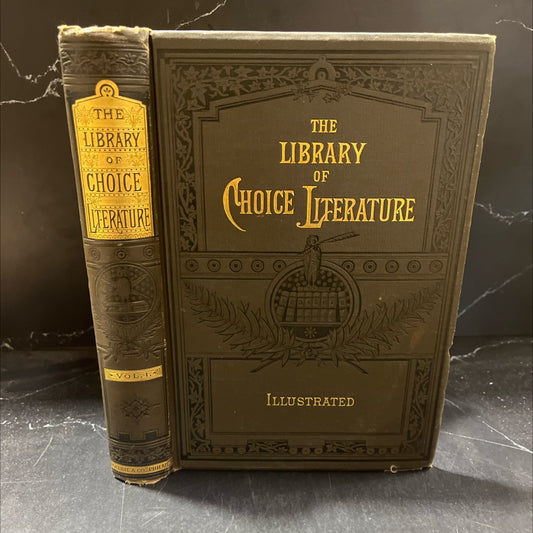 THE
LIBRARY
OF
CHOICE
LITERATURE
VOL. I.
THE
LIBRARY
OF
CHOICE LITERATURE
ILLUSTRATED